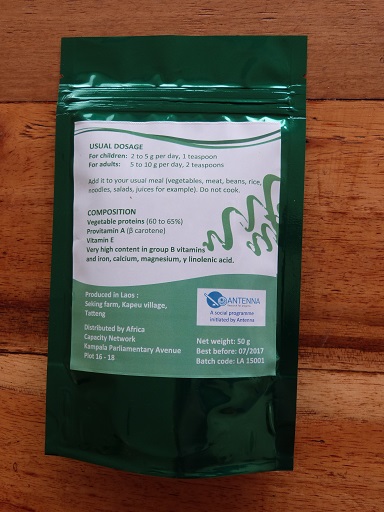 USUAL DOSAGE
For children: 2 to 5 g per day, 1 teaspoon
For adults: 5 to 10 g per day, 2 teaspoons
Add it to your usual meal (vegetables, meat, beans, rice,
noodles, salads, juices for example). Do not cook.
COMPOSITION
Vegetable proteins (60 to 65%)
Provitamin A (β carotene)
Vitamin E
Very high content in group B vitamins
and iron, calcium, magnesium, γ linolenic acid.
Produced in Laos :
Seking farm, Kapeu village,
Tatteng
Distributed by Africa
Capacity Network
Kampala Parliamentary Avenue
Plot 16 - 18
ANTENNA
A social programme
initiated by Antenna
Net weight: 50 g
Best before: 07/2017
Batch code: LA 15001